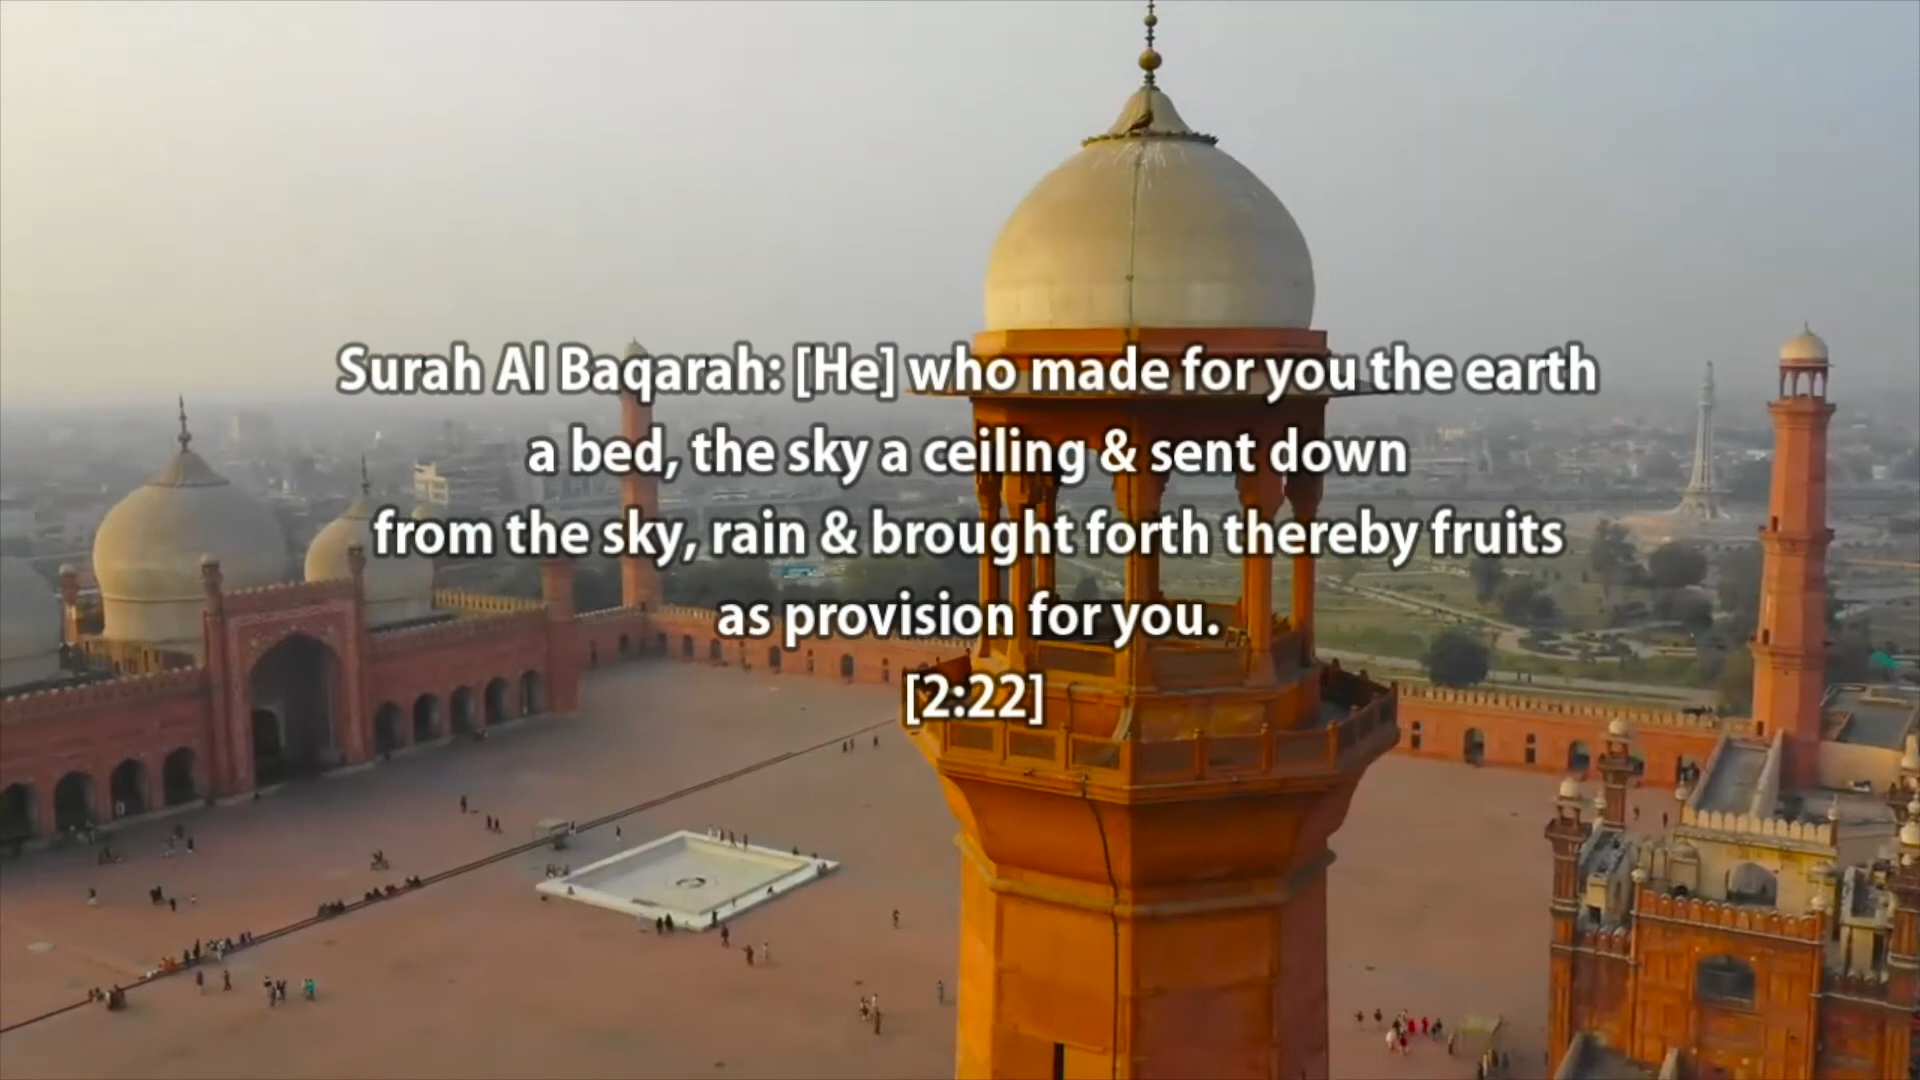 Surah Al Baqarah: [He] who made for you the earth
a bed, the sky a ceiling & sent down
from the sky, rain & brought forth thereby fruits
as provision for you.
[2:22]